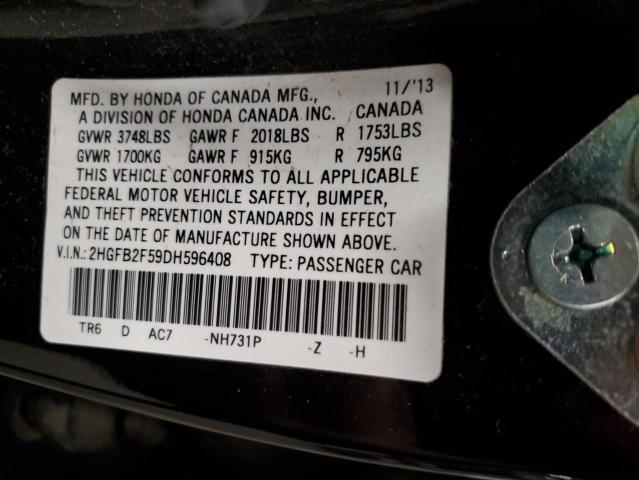 MFD. BY HONDA OF CANADA MFG., 11/'13
A DIVISION OF HONDA CANADA INC. CANADA
GVWR 3748LBS GAWR F 2018LBS R 1753LBS
GVWR 1700KG GAWR F 915KG R 795KG
THIS VEHICLE CONFORMS TO ALL APPLICABLE
FEDERAL MOTOR VEHICLE SAFETY, BUMPER,
AND THEFT PREVENTION STANDARDS IN EFFECT
ON THE DATE OF MANUFACTURE SHOWN ABOVE.
V.I.N.:2HGFB2F59DH596408 TYPE: PASSENGER CAR
TR6 D AC7 -NH731P -Z -H